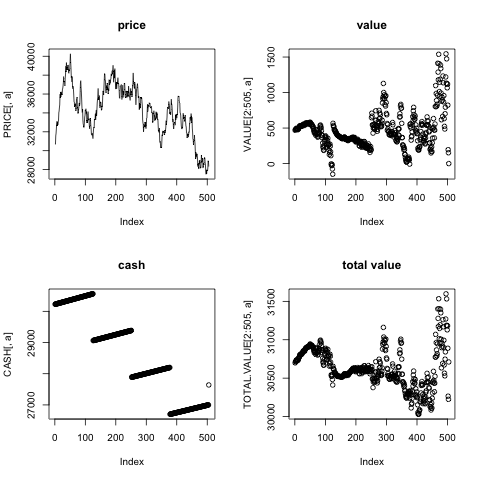 price
PRICE[, a]
28000 32000 36000 40000
0 100 200 300 400 500
Index
value
VALUE[2:505, a]
0 500 1000 1500
0 100 200 300 400 500
Index
cash
CASH[, a]
27000 29000
0 100 200 300 400 500
Index
total value
TOTAL.VALUE[2:505, a]
30000 30500 31500
0 100 200 300 400 500
Index